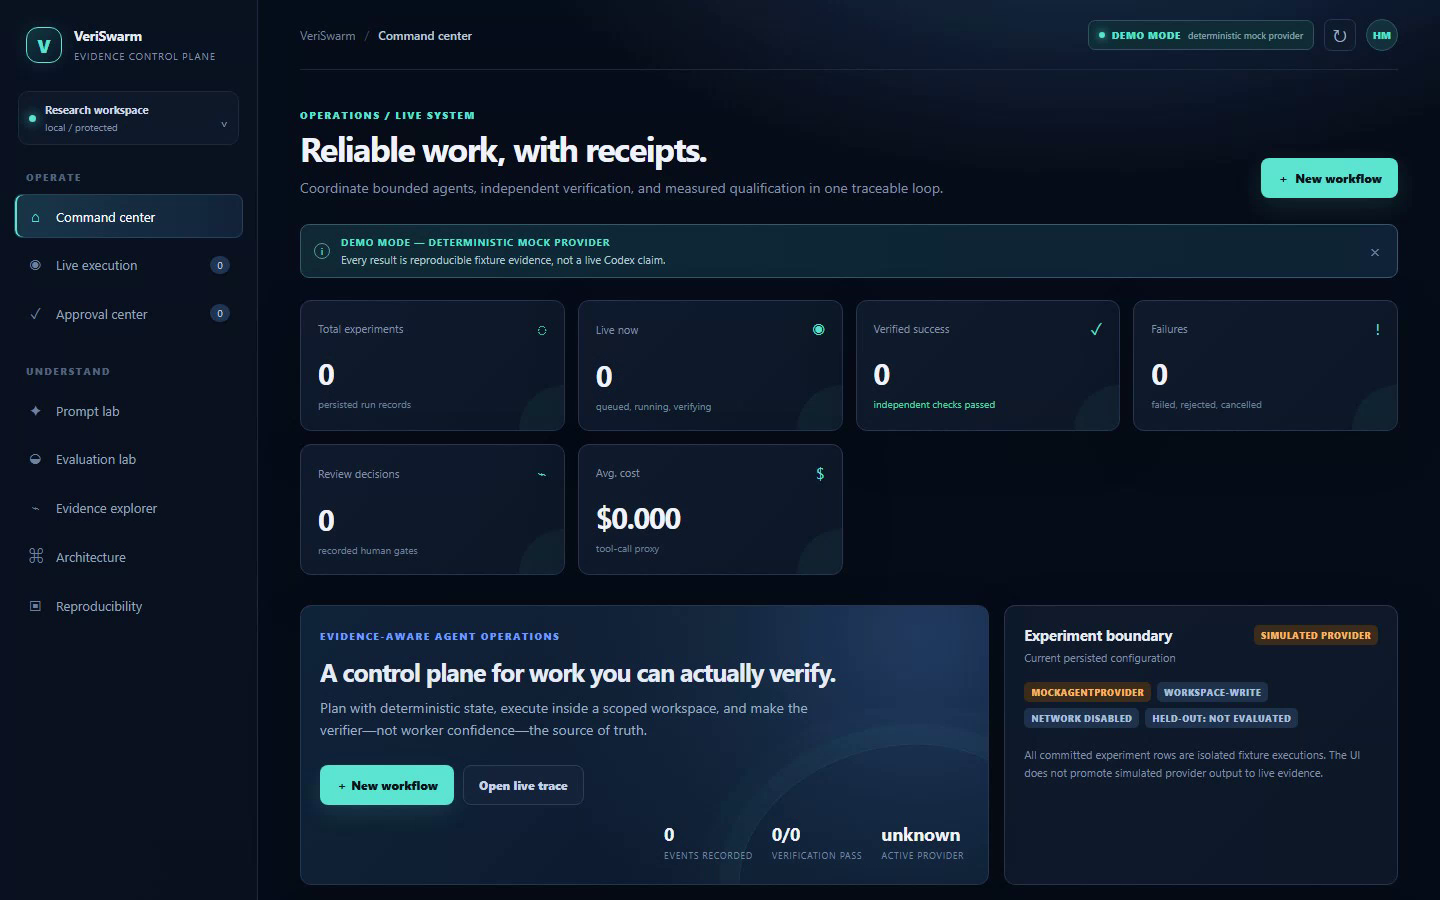 V
VeriSwarm
EVIDENCE CONTROL PLANE
Research workspace
local / protected
OPERATE
Command center
Live execution 0
Approval center 0
UNDERSTAND
Prompt lab
Evaluation lab
Evidence explorer
Architecture
Reproducibility
VeriSwarm / Command center
DEMO MODE deterministic mock provider
HM
OPERATIONS / LIVE SYSTEM
Reliable work, with receipts.
Coordinate bounded agents, independent verification, and measured qualification in one traceable loop.
+ New workflow
DEMO MODE — DETERMINISTIC MOCK PROVIDER
Every result is reproducible fixture evidence, not a live Codex claim.
Total experiments
0
persisted run records
Live now
0
queued, running, verifying
Verified success
0
independent checks passed
Failures !
0
failed, rejected, cancelled
Review decisions
0
recorded human gates
Avg. cost $
$0.000
tool-call proxy
EVIDENCE-AWARE AGENT OPERATIONS
A control plane for work you can actually verify.
Plan with deterministic state, execute inside a scoped workspace, and make the
verifier—not worker confidence—the source of truth.
+ New workflow
Open live trace
0
EVENTS RECORDED
0/0
VERIFICATION PASS
unknown
ACTIVE PROVIDER
Experiment boundary
SIMULATED PROVIDER
Current persisted configuration
MOCKAGENTPROVIDER
WORKSPACE-WRITE
NETWORK DISABLED
HELD-OUT: NOT EVALUATED
All committed experiment rows are isolated fixture executions. The UI
does not promote simulated provider output to live evidence.